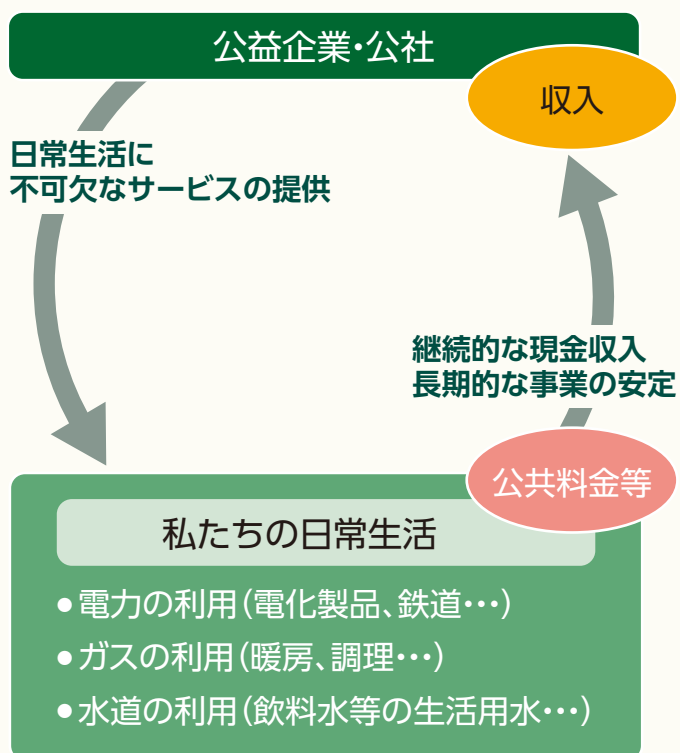 公益企業・公社
収入
日常生活に
不可欠なサービスの提供
継続的な現金収入
長期的な事業の安定
公共料金等
私たちの日常生活
●電力の利用(電化製品、鉄道・・・)
●ガスの利用(暖房、調理・・・)
●水道の利用(飲料水等の生活用水・・・)